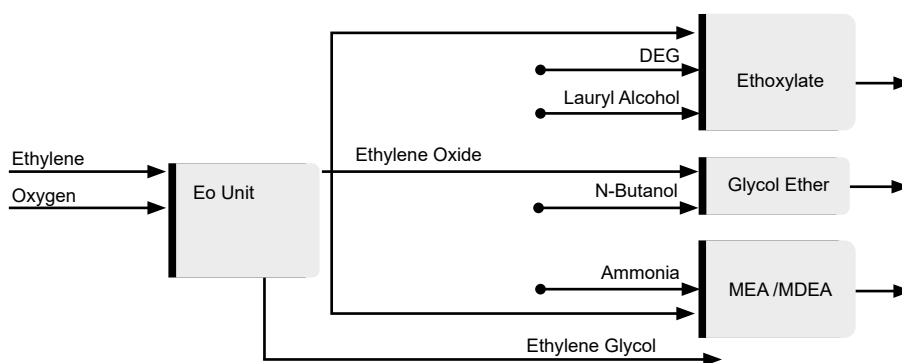 DEG
Ethoxylate
Lauryl Alcohol
Ethylene
Ethylene Oxide
Oxygen
Eo Unit
N-Butanol
Glycol Ether
Ammonia
MEA /MDEA
Ethylene Glycol